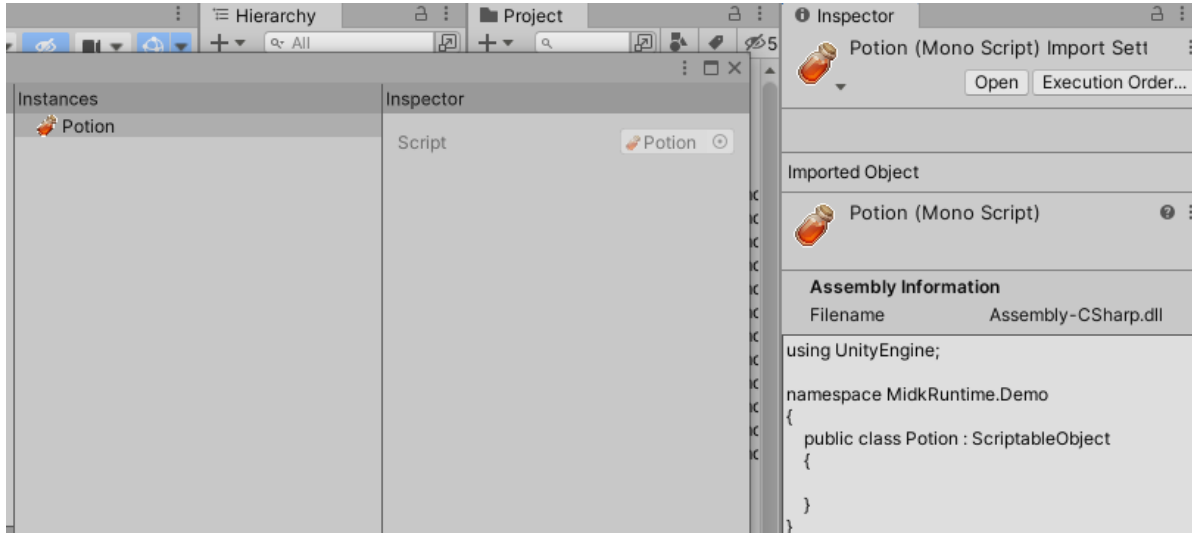 Hierarchy
All
Project
5
Inspector
Potion (Mono Script) Import Sett
Open
Execution Order...
Instances
Inspector
Potion
Script
Potion
Imported Object
Potion (Mono Script)
Assembly Information
Filename
Assembly-CSharp.dll
using UnityEngine;
namespace MidkRuntime.Demo
{
public class Potion : ScriptableObject
{
}
}